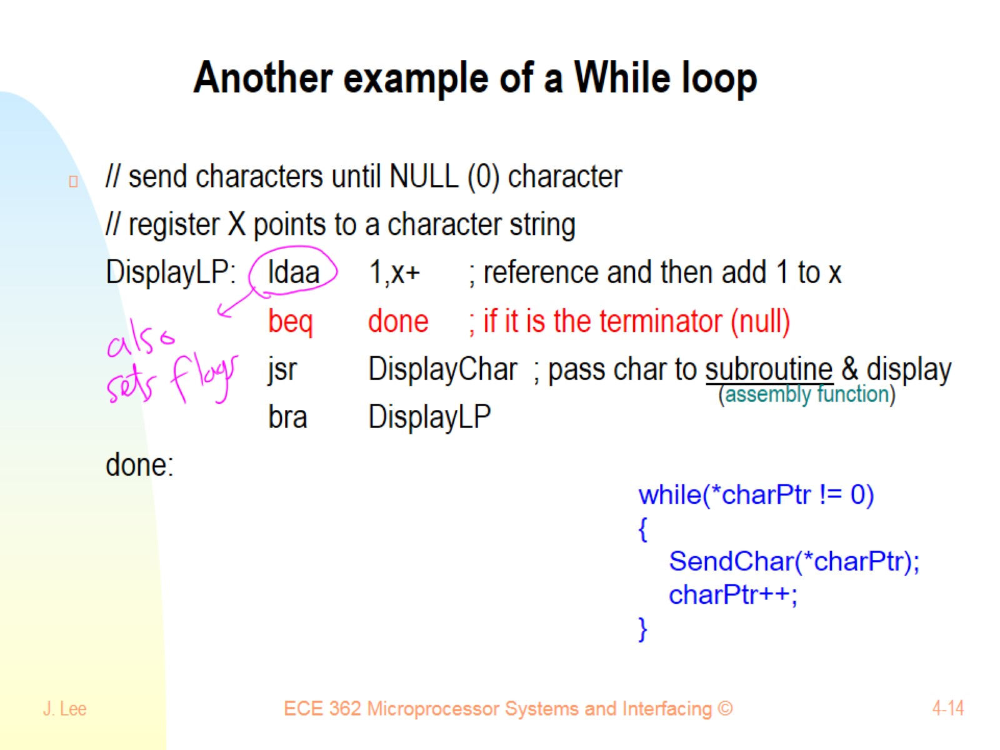 Another example of a While loop
// send characters until NULL (0) character
// register X points to a character string
DisplayLP: ldaa 1,x+ ; reference and then add 1 to x
beq done ; if it is the terminator (null)
also
sets flags
jsr DisplayChar ; pass char to subroutine & display
(assembly function)
bra DisplayLP
done:
while(*charPtr != 0)
{
SendChar(*charPtr);
charPtr++;
}
J. Lee ECE 362 Microprocessor Systems and Interfacing © 4-14